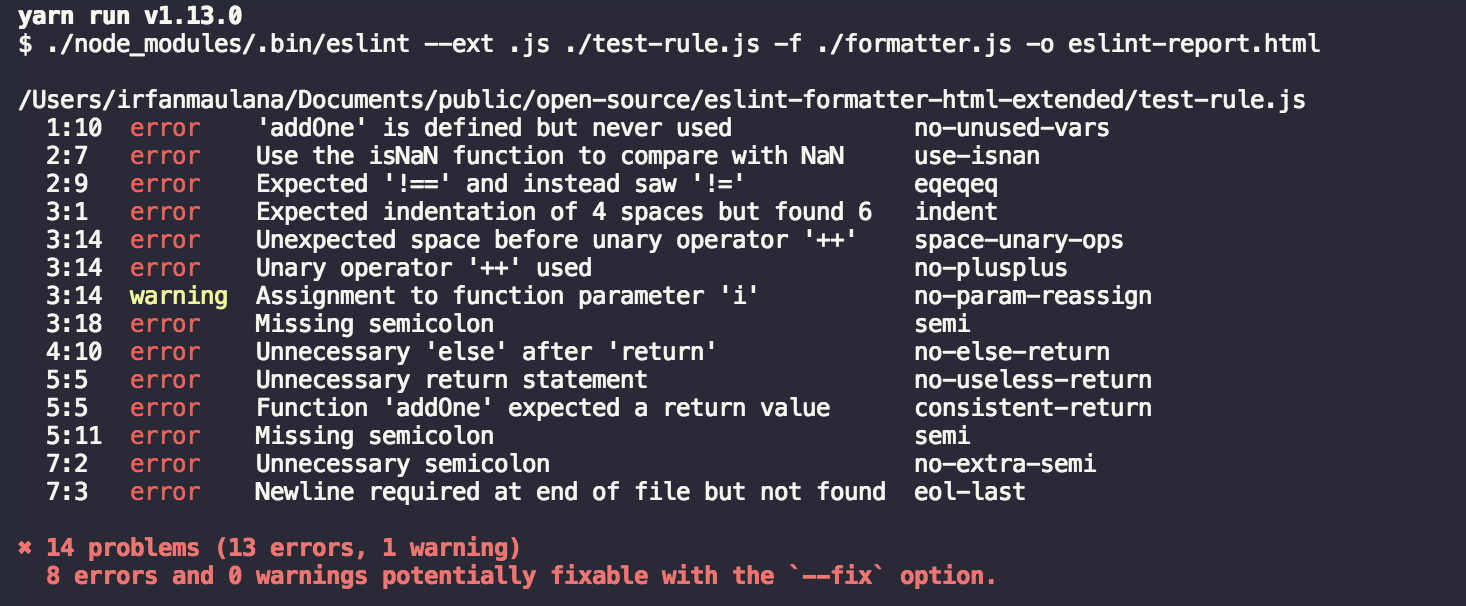 yarn run v1.13.0
$ ./node_modules/.bin/eslint --ext .js ./test-rule.js -f ./formatter.js -o eslint-report.html
/Users/irfanmaulana/Documents/public/open-source/eslint-formatter-html-extended/test-rule.js
1:10 error 'addOne' is defined but never used no-unused-vars
2:7 error Use the isNaN function to compare with NaN use-isnan
2:9 error Expected '!==' and instead saw '!=' eqeqeq
3:1 error Expected indentation of 4 spaces but found 6 indent
3:14 error Unexpected space before unary operator '++' space-unary-ops
3:14 error Unary operator '++' used no-plusplus
3:14 warning Assignment to function parameter 'i' no-param-reassign
3:18 error Missing semicolon semi
4:10 error Unnecessary 'else' after 'return' no-else-return
5:5 error Unnecessary return statement no-useless-return
5:5 error Function 'addOne' expected a return value consistent-return
5:11 error Missing semicolon semi
7:2 error Unnecessary semicolon no-extra-semi
7:3 error Newline required at end of file but not found eol-last
✖ 14 problems (13 errors, 1 warning)
8 errors and 0 warnings potentially fixable with the `--fix` option.